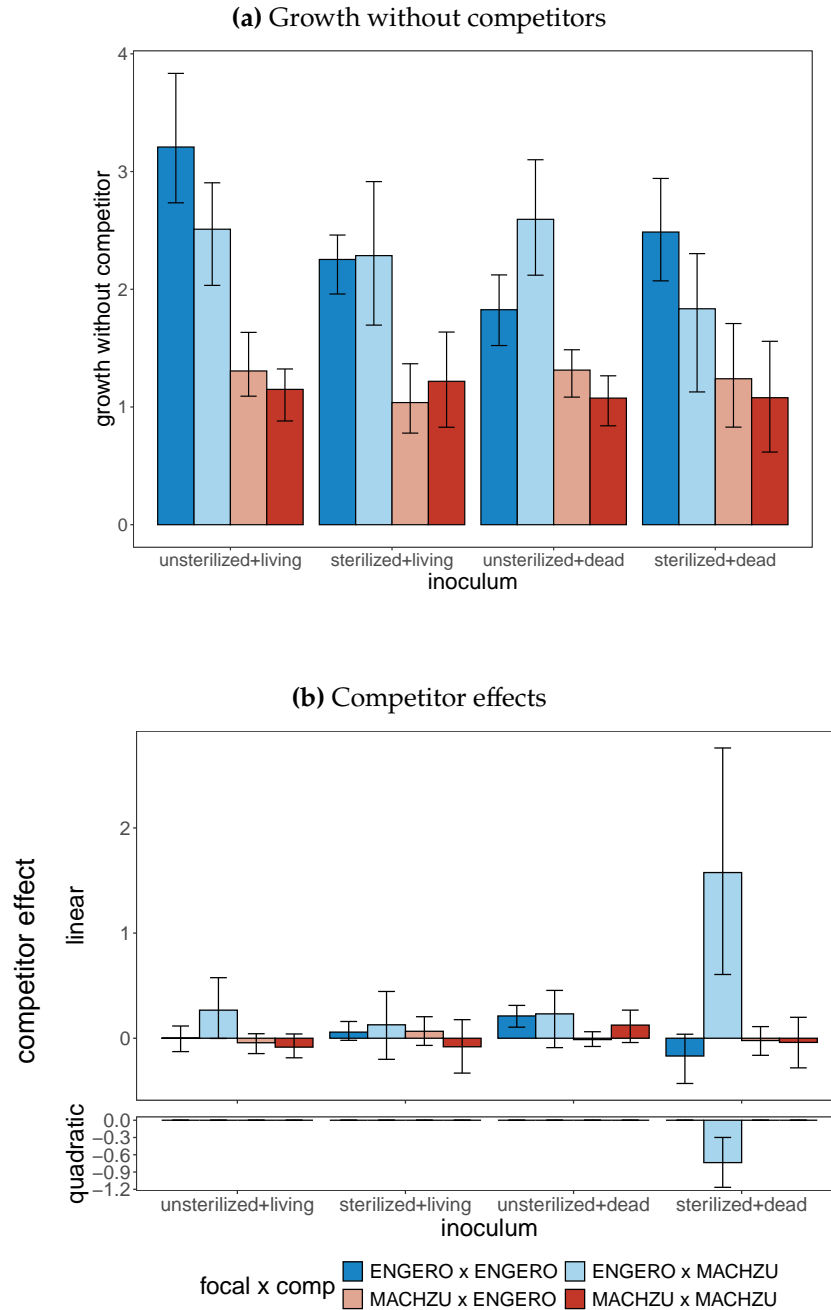 (a) Growth without competitors
growth without competitor
4
3
2
1
0
unsterilized+living sterilized+living unsterilized+dead sterilized+dead
inoculum
(b) Competitor effects
competitor effect
linear
2
1
0
quadratic
0.0
−0.3
−0.6
−0.9
−1.2
unsterilized+living sterilized+living unsterilized+dead sterilized+dead
inoculum
focal x comp ENGERO x ENGERO ENGERO x MACHZU
MACHZU x ENGERO MACHZU x MACHZU